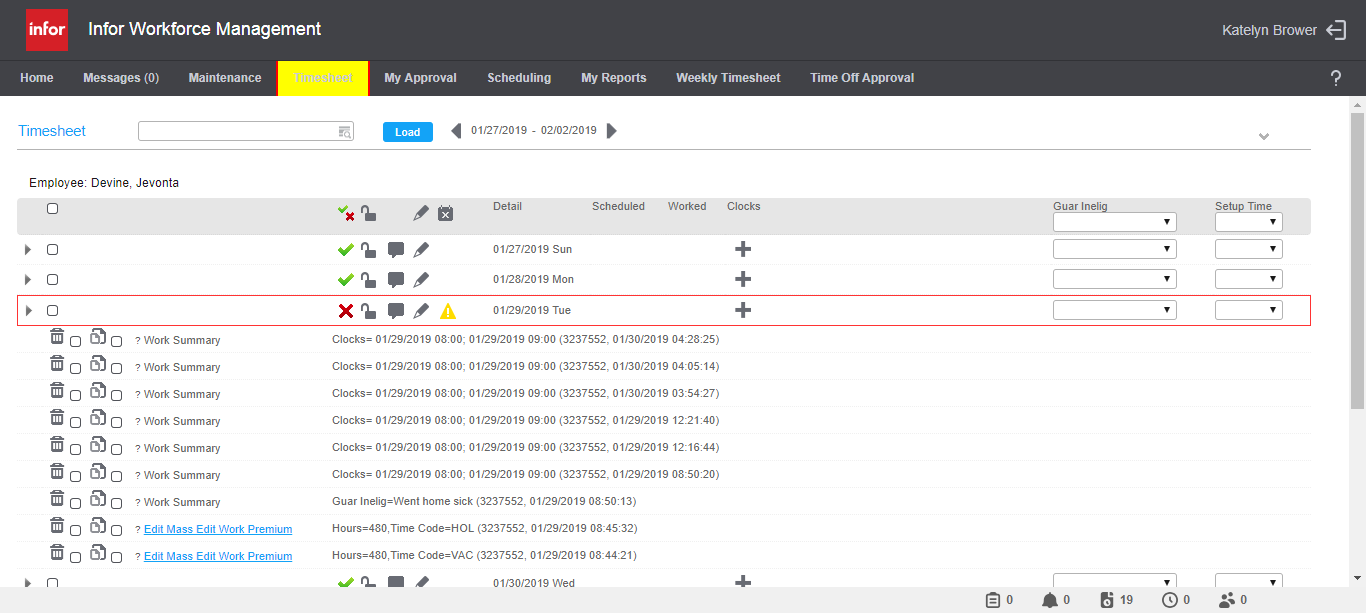 infor Infor Workforce Management Katelyn Brower
Home Messages (0) Maintenance Timesheet My Approval Scheduling My Reports Weekly Timesheet Time Off Approval ?
Timesheet Load 01/27/2019 - 02/02/2019
Employee: Devine, Jevonta
Detail Scheduled Worked Clocks Guar Inelig Setup Time
01/27/2019 Sun
01/28/2019 Mon
01/29/2019 Tue
? Work Summary Clocks= 01/29/2019 08:00; 01/29/2019 09:00 (3237552, 01/30/2019 04:28:25)
? Work Summary Clocks= 01/29/2019 08:00; 01/29/2019 09:00 (3237552, 01/30/2019 04:05:14)
? Work Summary Clocks= 01/29/2019 08:00; 01/29/2019 09:00 (3237552, 01/30/2019 03:54:27)
? Work Summary Clocks= 01/29/2019 08:00; 01/29/2019 09:00 (3237552, 01/29/2019 12:21:40)
? Work Summary Clocks= 01/29/2019 08:00; 01/29/2019 09:00 (3237552, 01/29/2019 12:16:44)
? Work Summary Clocks= 01/29/2019 08:00; 01/29/2019 09:00 (3237552, 01/29/2019 08:50:20)
? Work Summary Guar Inelig=Went home sick (3237552, 01/29/2019 08:50:13)
? Edit Mass Edit Work Premium Hours=480,Time Code=HOL (3237552, 01/29/2019 08:45:32)
? Edit Mass Edit Work Premium Hours=480,Time Code=VAC (3237552, 01/29/2019 08:44:21)
01/30/2019 Wed
0 0 19 0 0